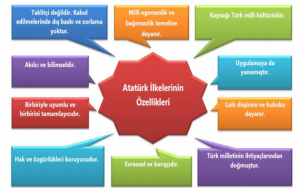 Taklitçi değildir. Kabul
edilmelerinde dış baskı ve zorlama
yoktur.
Milli egemenlik ve
bağımsızlık temeline
dayanır.
Kaynağı Türk milli kültürüdür.
Akılcı ve bilimseldir.
Atatürk İlkelerinin
Özellikleri
Uygulamaya da
yansımıştır.
Birbiriyle uyumlu ve
birbirini tamamlayıcıdır.
Laik düşünce ve hukuka
dayanır.
Hak ve özgürlükleri koruyucudur.
Evrensel ve barışçıdır.
Türk milletinin ihtiyaçlarından
doğmuştur.